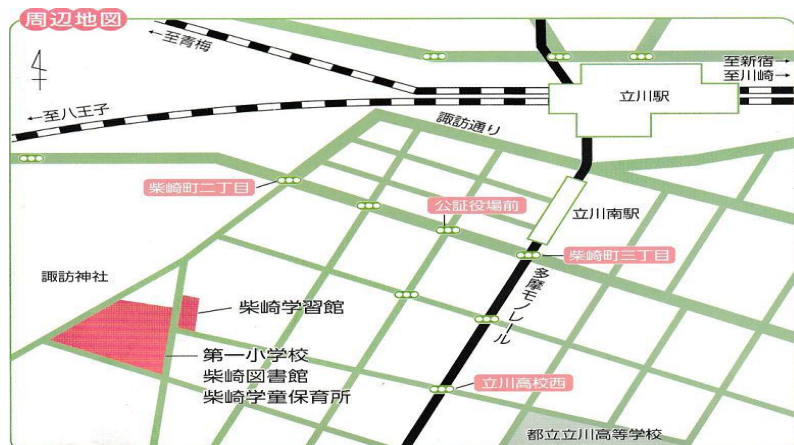 周辺地図
至青梅
至新宿
至川崎
至八王子
立川駅
諏訪通り
柴崎町二丁目
公証役場前
立川南駅
柴崎町三丁目
諏訪神社
多摩モノレール
柴崎学習館
第一小学校
柴崎図書館
柴崎学童保育所
立川高校西
都立立川高等学校